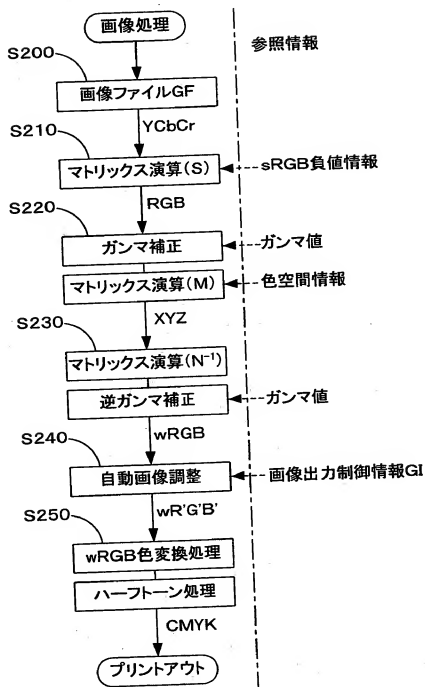 画像処理
参照情報
S200
画像ファイルGF
YCbCr
S210
マトリックス演算(S)
sRGB負値情報
RGB
S220
ガンマ補正
ガンマ値
マトリックス演算(M)
色空間情報
XYZ
S230
マトリックス演算(N⁻¹)
逆ガンマ補正
ガンマ値
wRGB
S240
自動画像調整
画像出力制御情報GI
wR'G'B'
S250
wRGB色変換処理
ハーフトーン処理
CMYK
プリントアウト